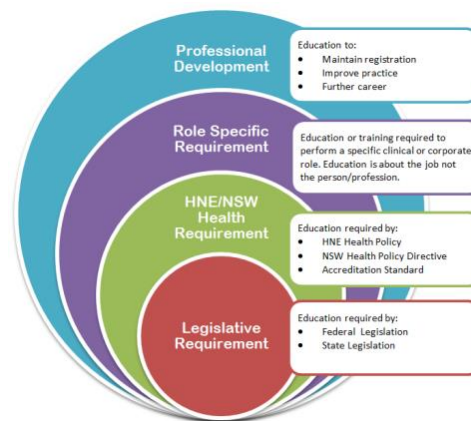 Professional
Development
Education to:
• Maintain registration
• Improve practice
• Further career
Role Specific
Requirement
Education or training required to
perform a specific clinical or corporate
role. Education is about the job not
the person/profession.
HNE/NSW
Health
Requirement
Education required by:
• HNE Health Policy
• NSW Health Policy Directive
• Accreditation Standard
Legislative
Requirement
Education required by:
• Federal Legislation
• State Legislation